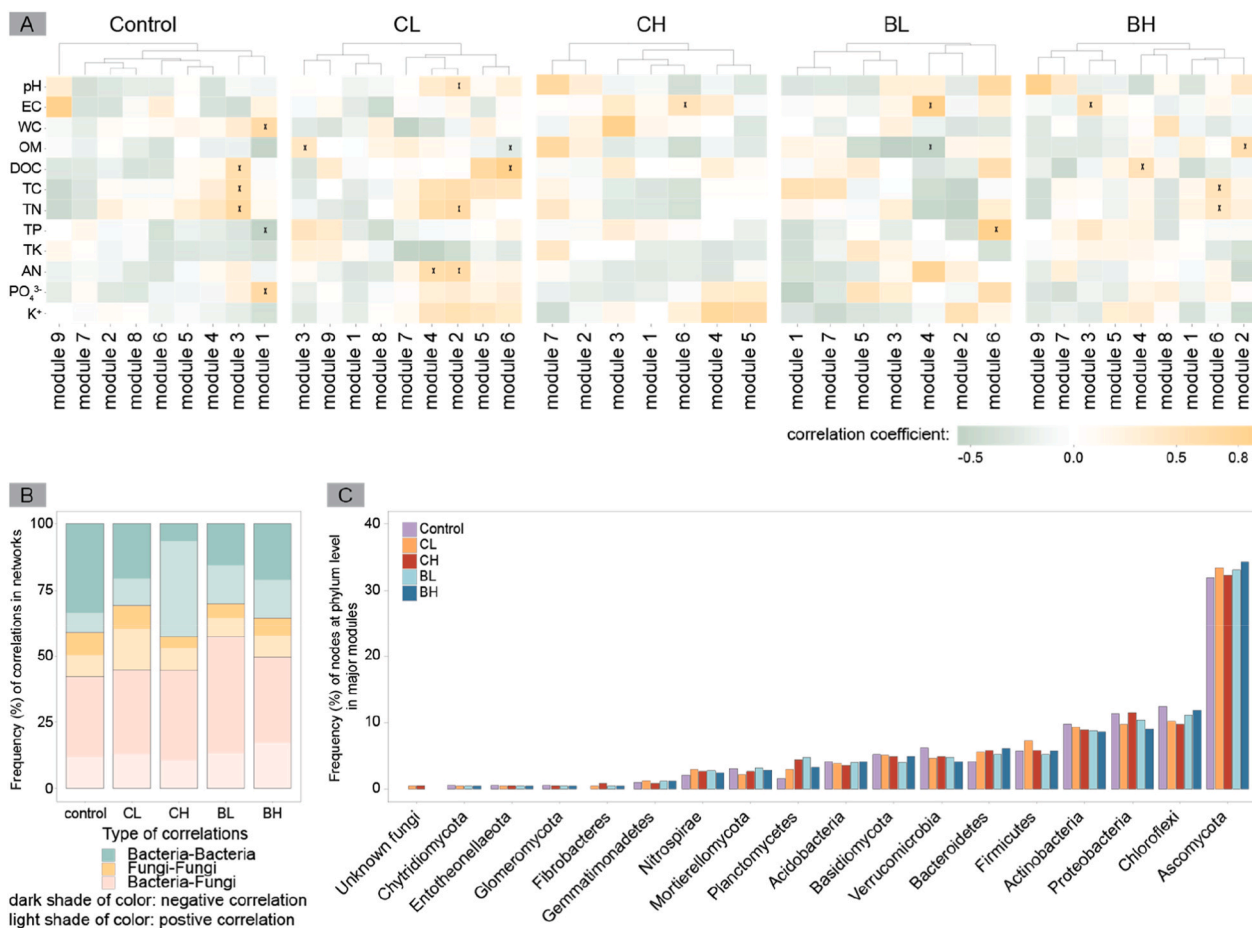 A
Control
CL
CH
BL
BH
pH
EC
WC
OM
DOC
TC
TN
TP
TK
AN
PO₄³⁻
K⁺
module 9
module 7
module 2
module 8
module 6
module 5
module 4
module 3
module 1
module 3
module 9
module 1
module 8
module 7
module 4
module 2
module 5
module 6
module 7
module 2
module 3
module 1
module 6
module 4
module 5
module 1
module 7
module 5
module 3
module 4
module 2
module 6
module 9
module 7
module 3
module 5
module 4
module 8
module 1
module 6
module 2
correlation coefficient:
-0.5
0.0
0.5
0.8
B
Frequency (%) of correlations in networks
100
75
50
25
0
control
CL
CH
BL
BH
Type of correlations
Bacteria-Bacteria
Fungi-Fungi
Bacteria-Fungi
dark shade of color: negative correlation
light shade of color: postive correlation
C
Frequency (%) of nodes at phylum level
in major modules
40
30
20
10
0
Control
CL
CH
BL
BH
Unknown fungi
Chytridiomycota
Entotheonellaeota
Glomeromycota
Fibrobacteres
Gemmatimonadetes
Nitrospirae
Mortierellomycota
Planctomycetes
Acidobacteria
Basidiomycota
Verrucomicrobia
Bacteroidetes
Firmicutes
Actinobacteria
Proteobacteria
Chloroflexi
Ascomycota